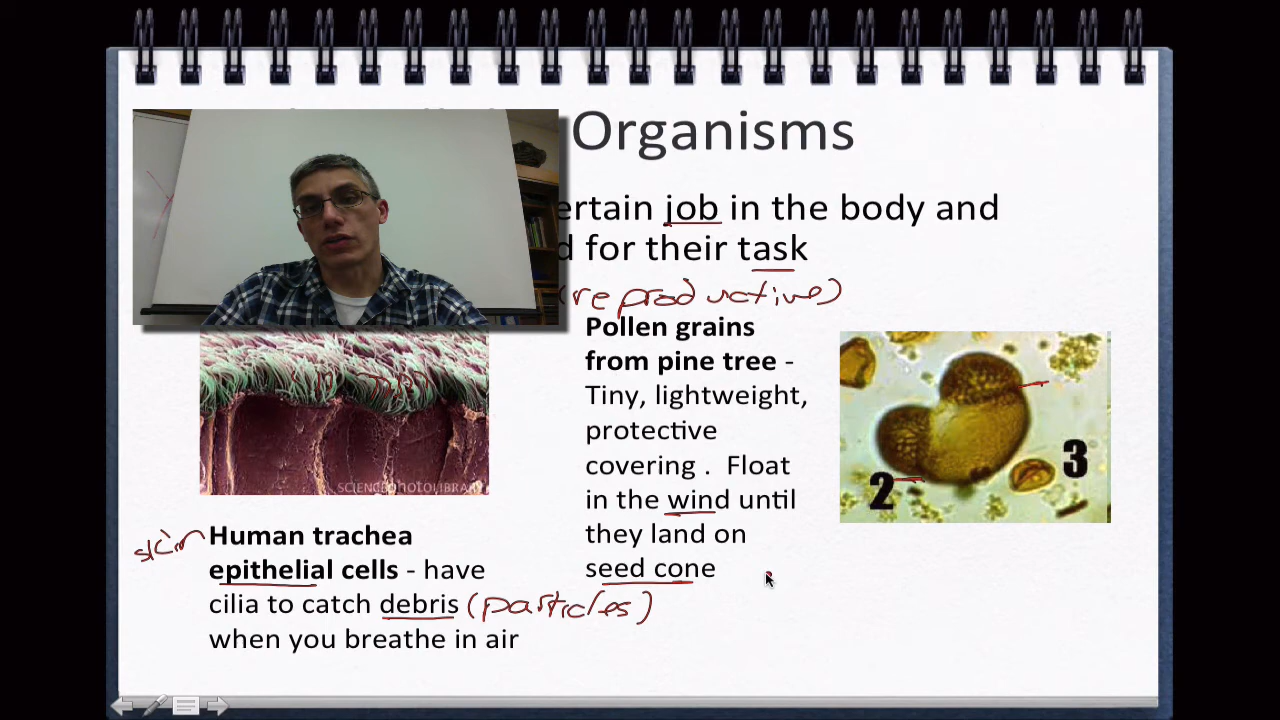 Organisms
ertain job in the body and
d for their task
(reproductive)
Pollen grains
from pine tree -
Tiny, lightweight,
protective
covering . Float
in the wind until
they land on
seed cone
2
3
SCIENCEPHOTOLIBRARY
skin
Human trachea
epithelial cells - have
cilia to catch debris (particles)
when you breathe in air